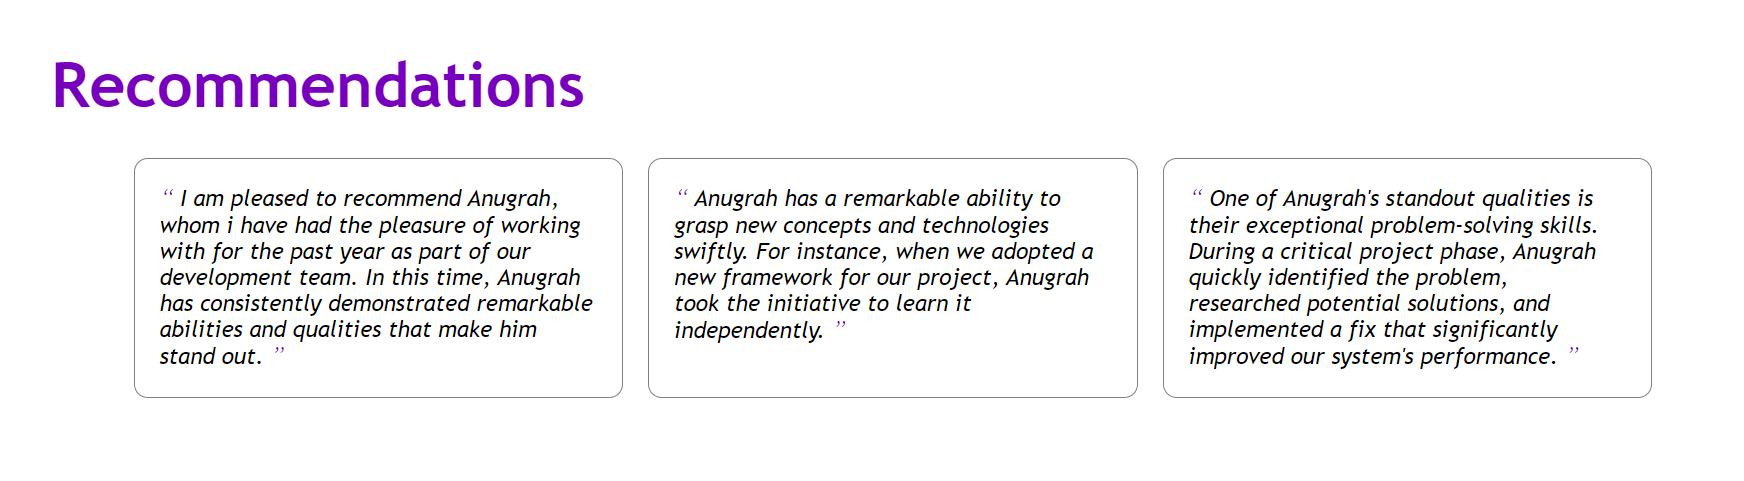 Recommendations
“ I am pleased to recommend Anugrah,
whom i have had the pleasure of working
with for the past year as part of our
development team. In this time, Anugrah
has consistently demonstrated remarkable
abilities and qualities that make him
stand out. ”
“ Anugrah has a remarkable ability to
grasp new concepts and technologies
swiftly. For instance, when we adopted a
new framework for our project, Anugrah
took the initiative to learn it
independently. ”
“ One of Anugrah's standout qualities is
their exceptional problem-solving skills.
During a critical project phase, Anugrah
quickly identified the problem,
researched potential solutions, and
implemented a fix that significantly
improved our system's performance. ”